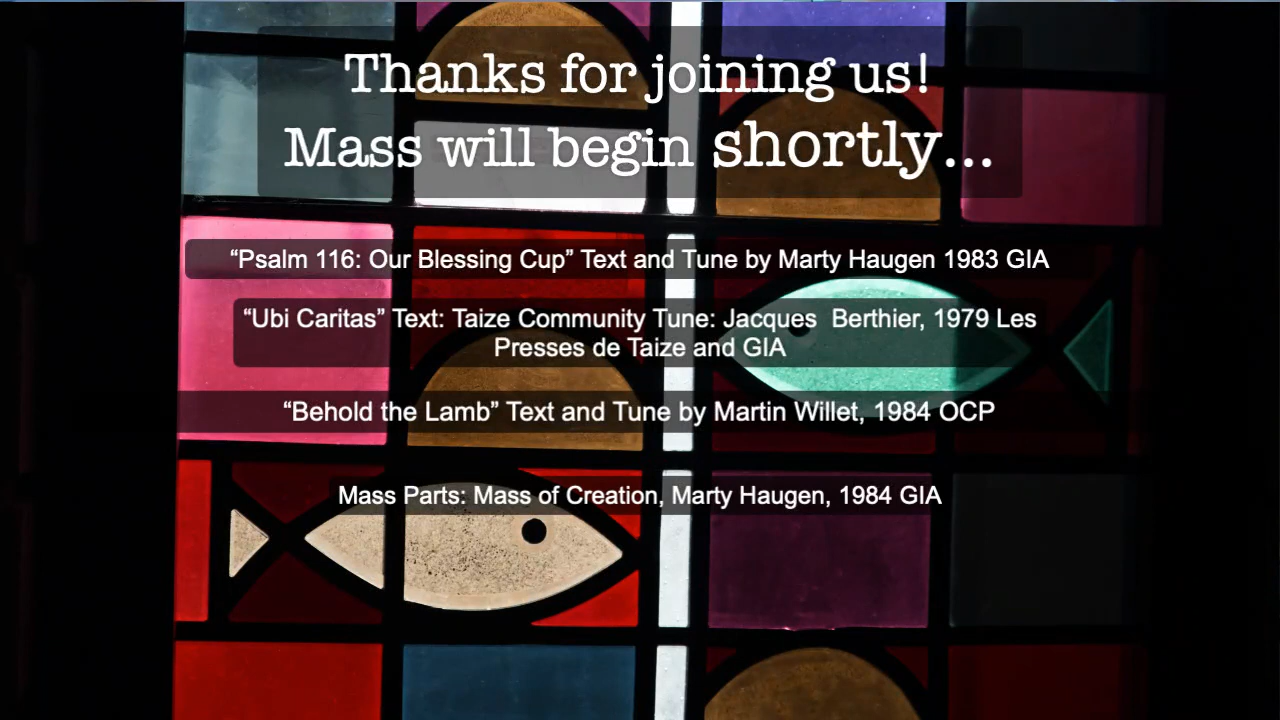 Thanks for joining us!
Mass will begin shortly...
“Psalm 116: Our Blessing Cup” Text and Tune by Marty Haugen 1983 GIA
“Ubi Caritas” Text: Taize Community Tune: Jacques  Berthier, 1979 Les
Presses de Taize and GIA
“Behold the Lamb” Text and Tune by Martin Willet, 1984 OCP
Mass Parts: Mass of Creation, Marty Haugen, 1984 GIA